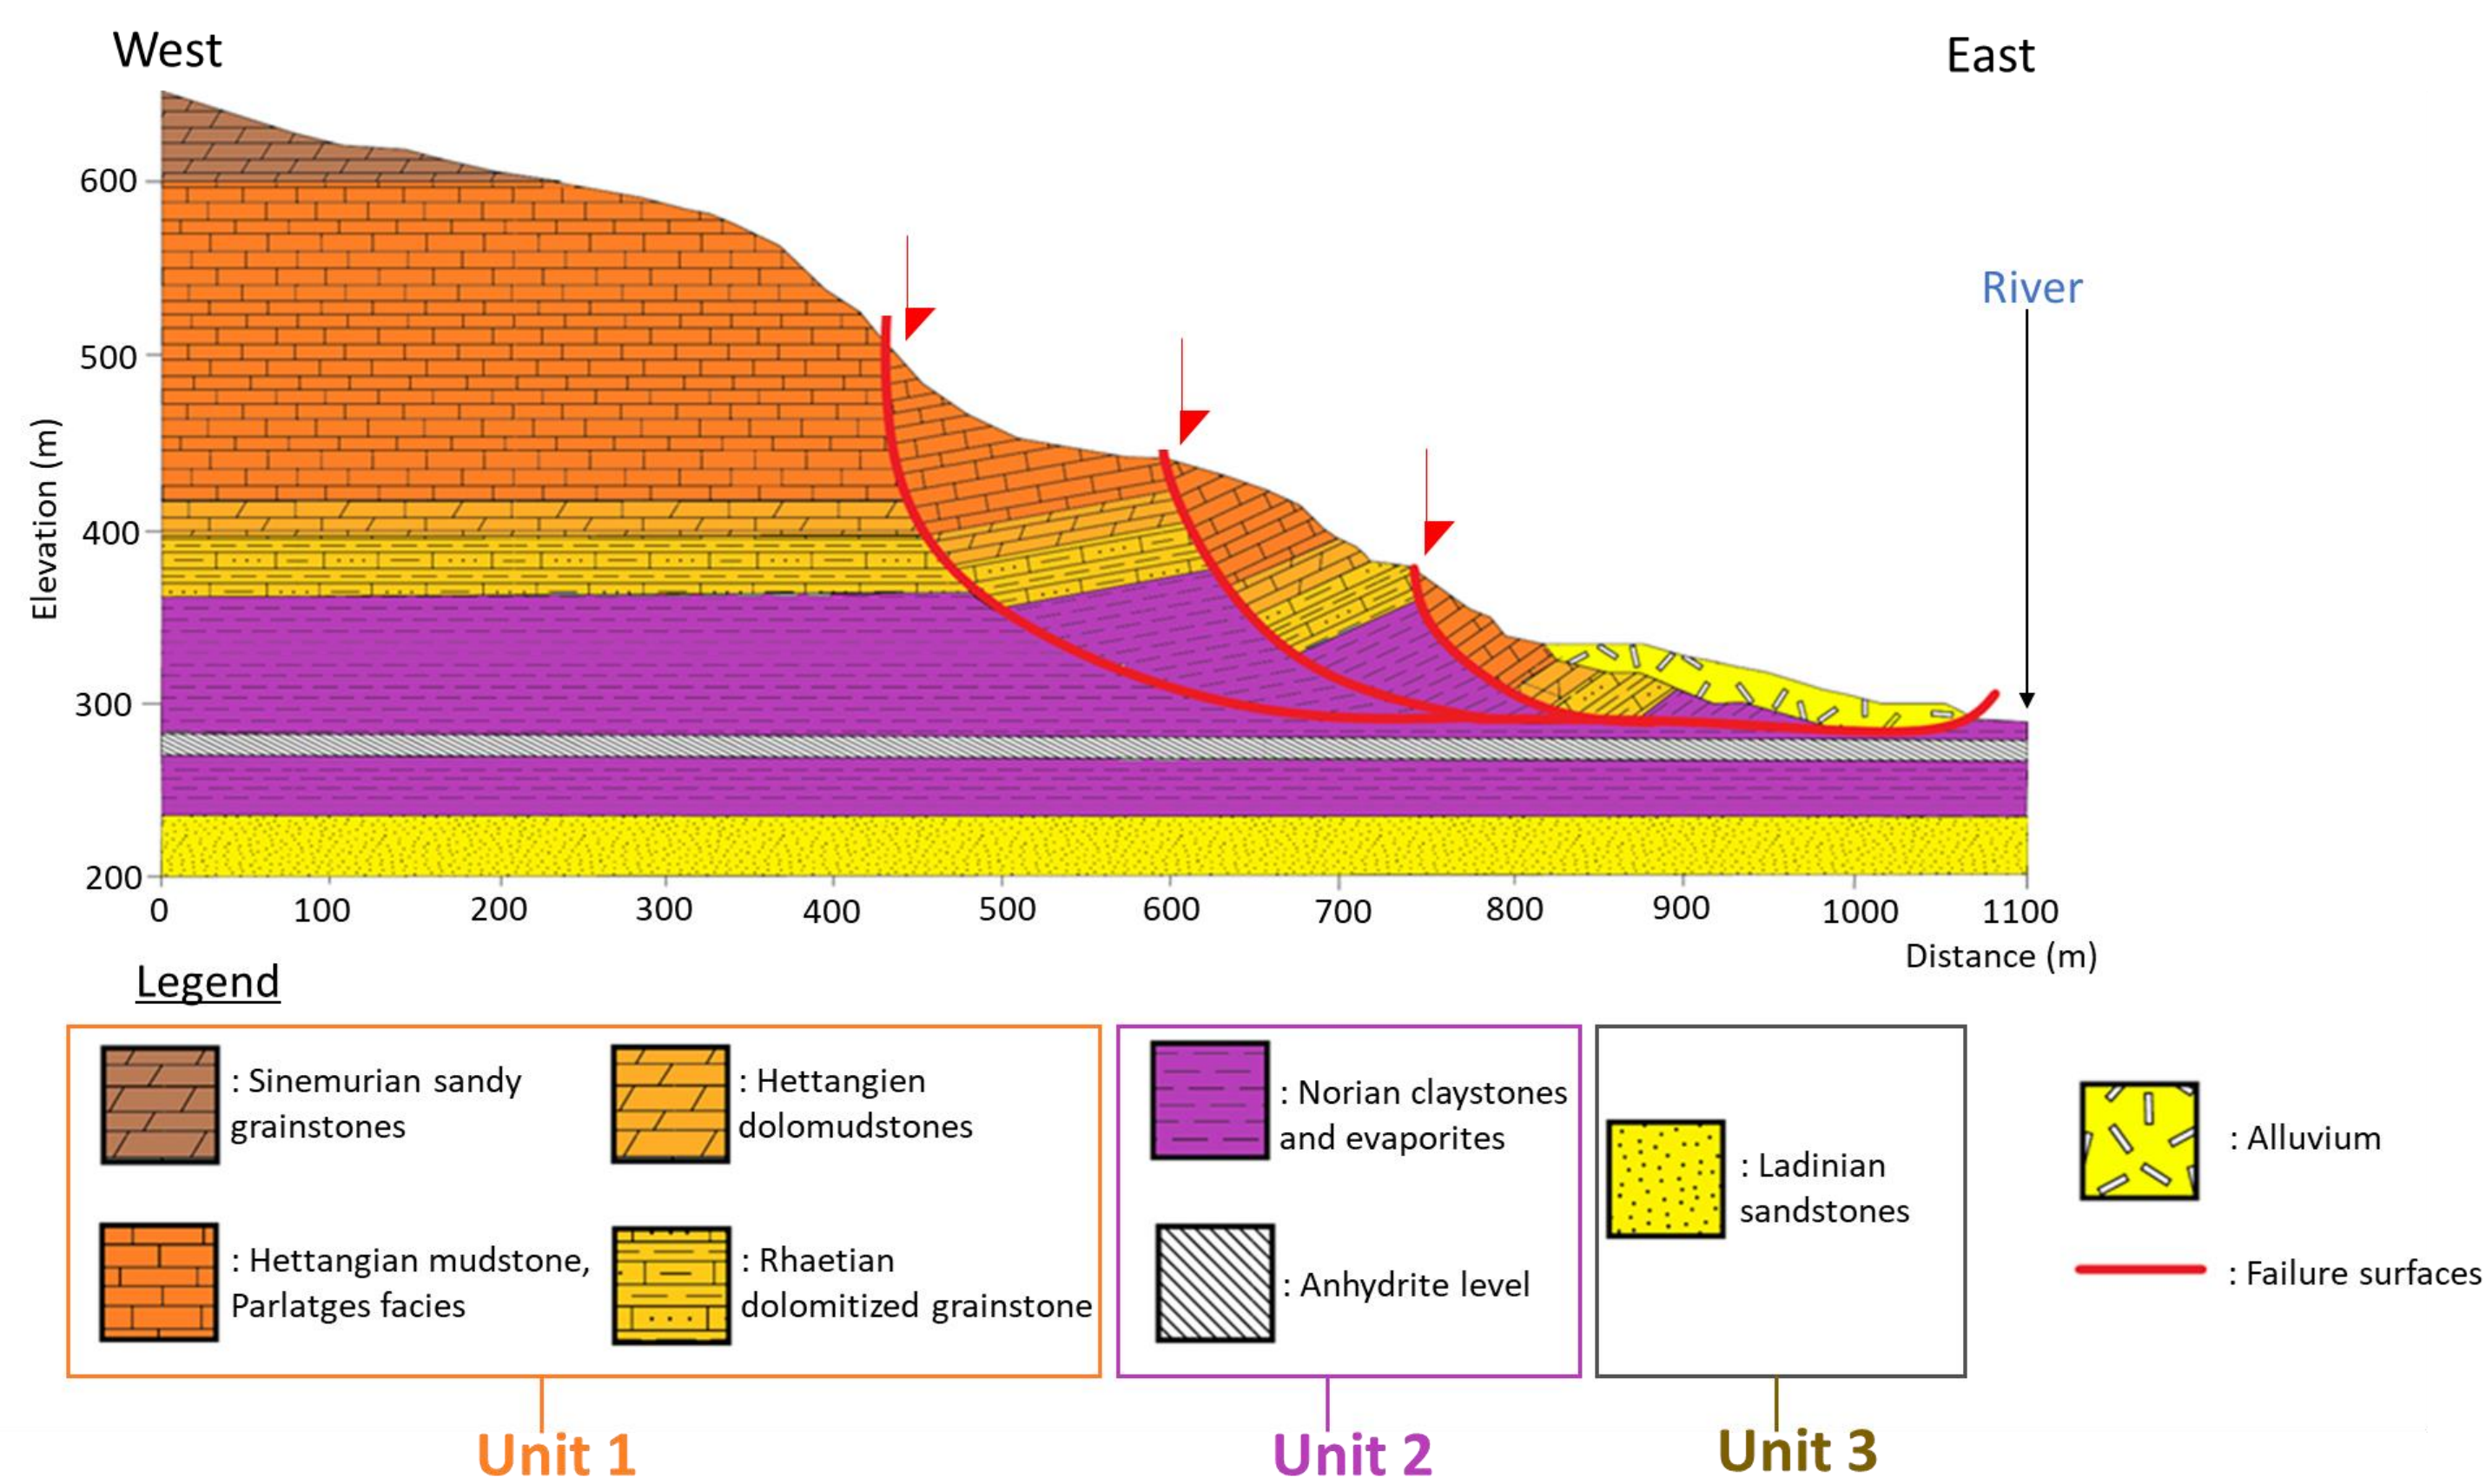 West
East
River
600
500
400
300
200
Elevation (m)
0 100 200 300 400 500 600 700 800 900 1000 1100
Distance (m)
Legend
: Sinemurian sandy
grainstones
: Hettangien
dolomudstones
: Hettangian mudstone,
Parlatges facies
: Rhaetian
dolomitized grainstone
: Norian claystones
and evaporites
: Anhydrite level
: Ladinian
sandstones
: Alluvium
: Failure surfaces
Unit 1
Unit 2
Unit 3